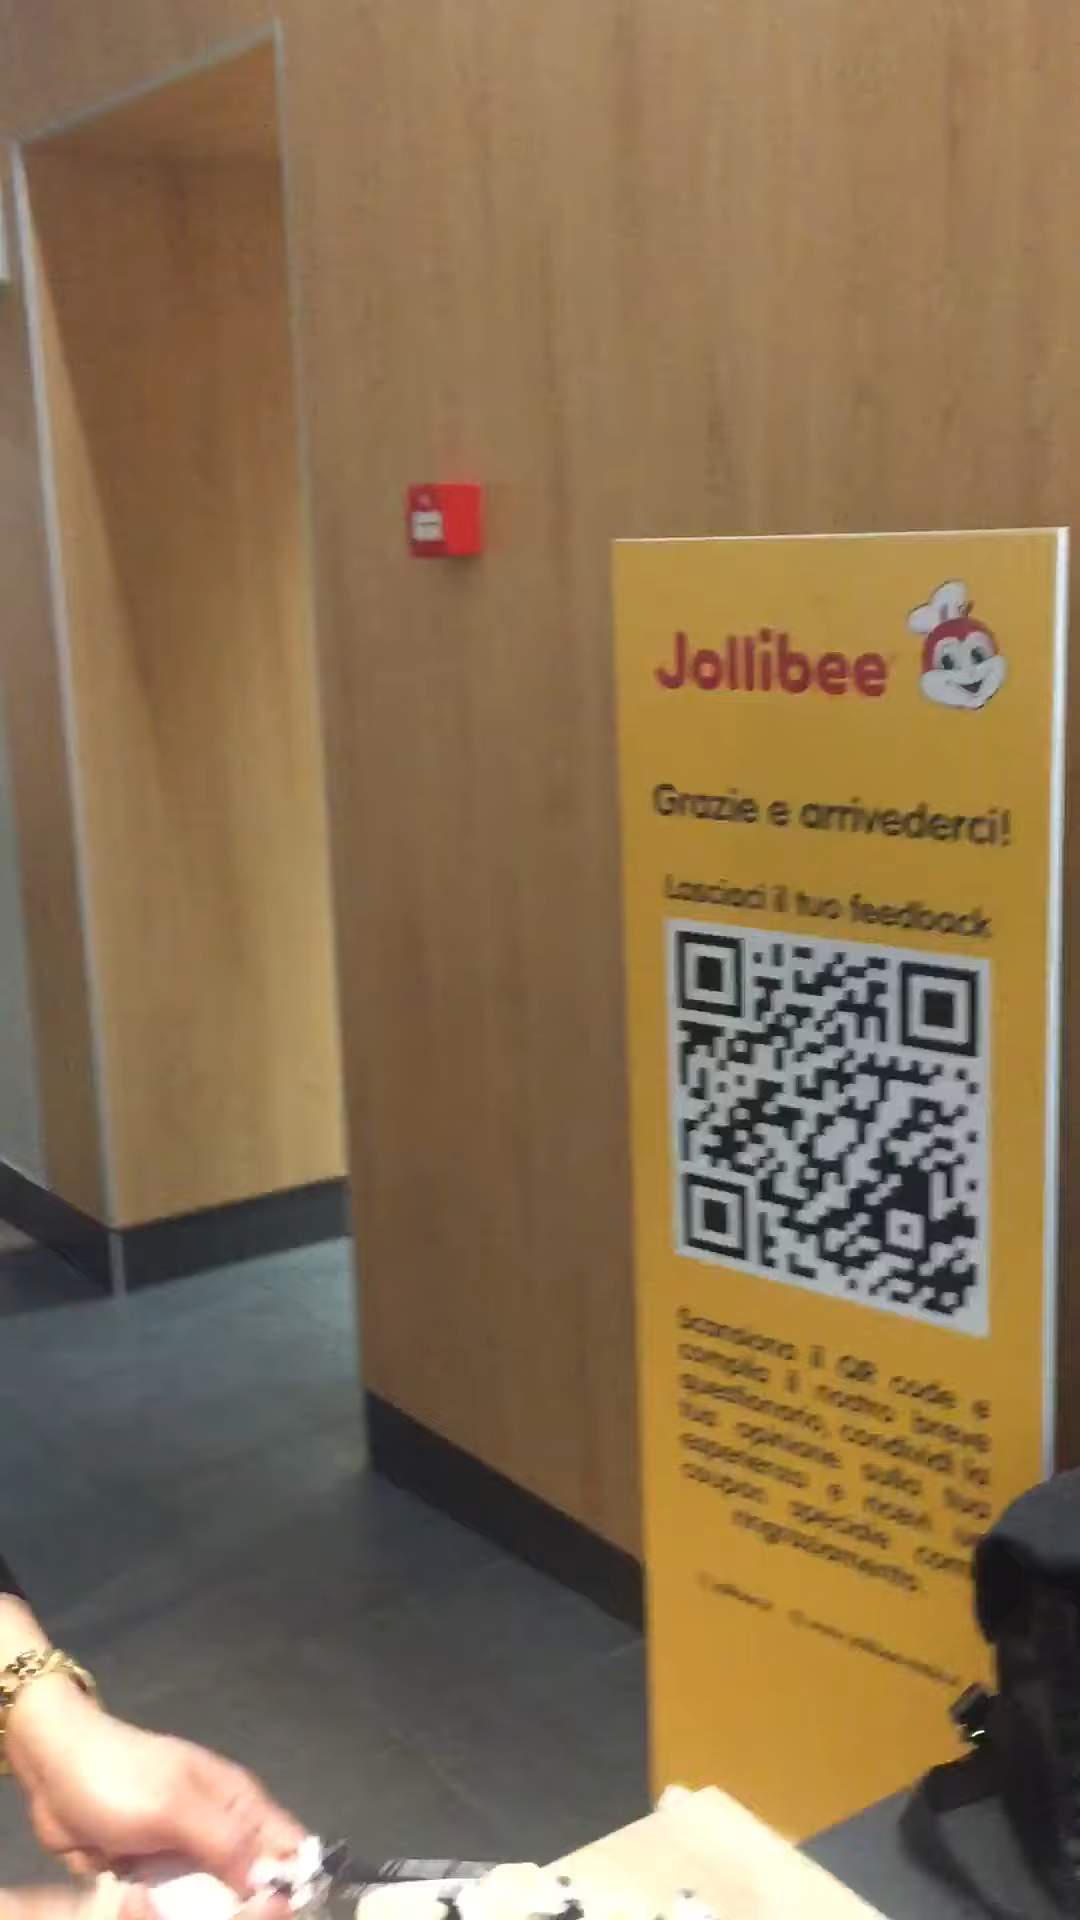 Jollibee
Grazie e arrivederci!
Lasciaci il tuo feedback
Scansiona il QR code e
compila il nostro breve
questionario, condividi la
tua opinione sulla tua
esperienza e ricevi un
coupon speciale come
ringraziamento.